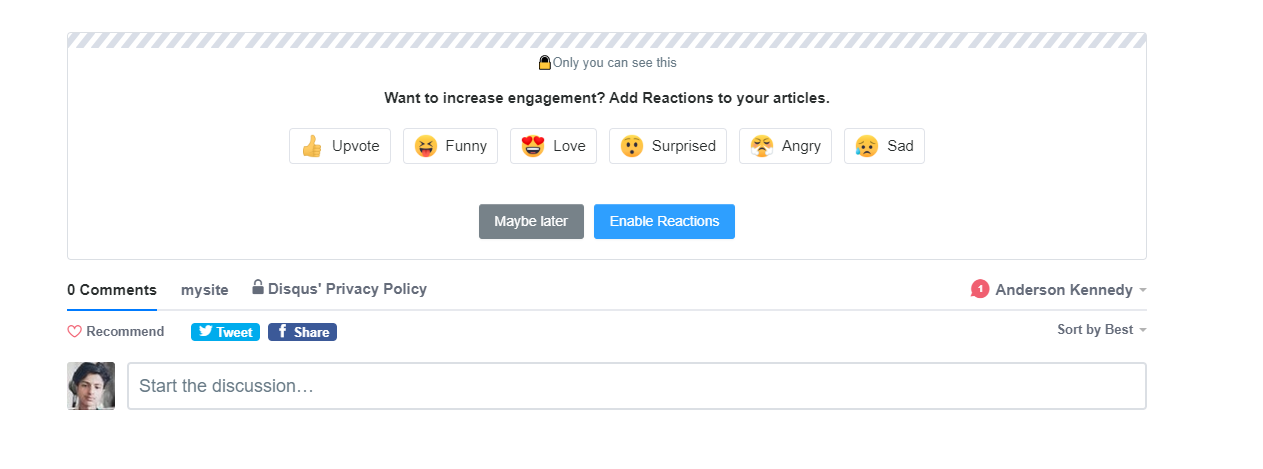 Only you can see this
Want to increase engagement? Add Reactions to your articles.
Upvote Funny Love Surprised Angry Sad
Maybe later Enable Reactions
0 Comments mysite Disqus' Privacy Policy 1 Anderson Kennedy
Recommend Tweet f Share Sort by Best
Start the discussion…